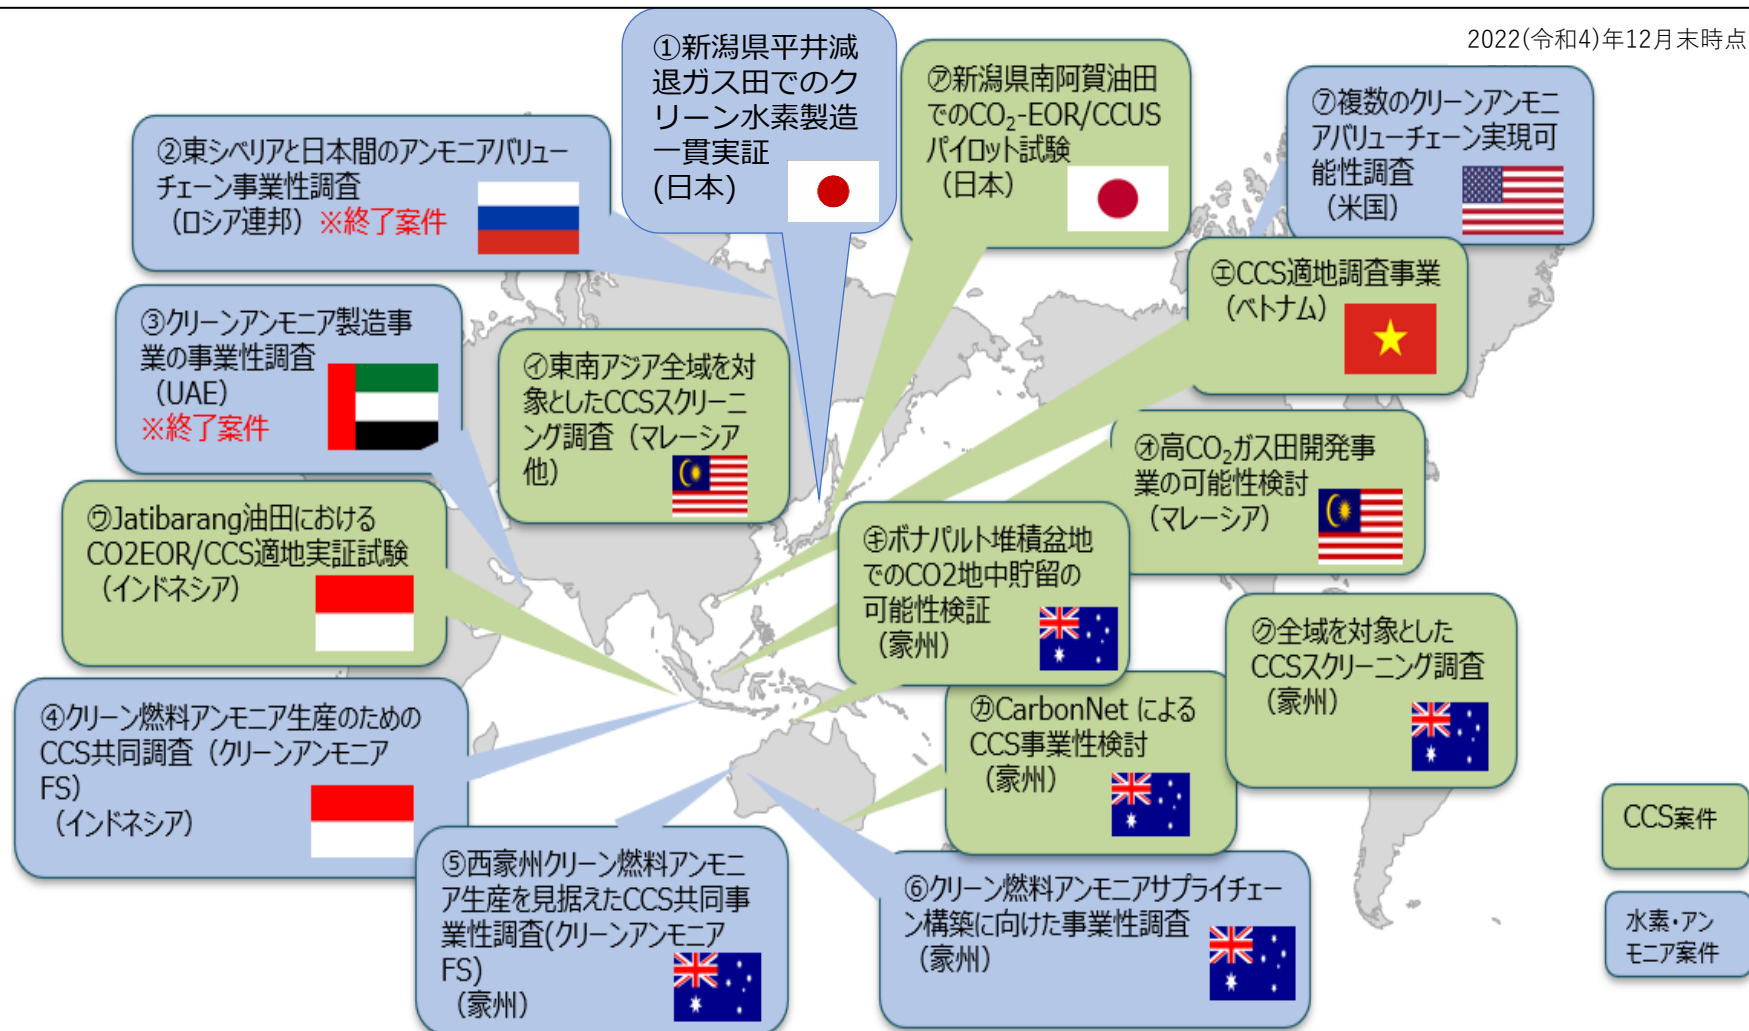 2022(令和4)年12月末時点
①新潟県平井減
退ガス田でのク
リーン水素製造
一貫実証
(日本)
㋐新潟県南阿賀油田
でのCO₂-EOR/CCUS
パイロット試験
（日本）
⑦複数のクリーンアンモニ
アバリューチェーン実現可
能性調査
（米国）
②東シベリアと日本間のアンモニアバリュー
チェーン事業性調査
（ロシア連邦）※終了案件
㋓CCS適地調査事業
（ベトナム）
③クリーンアンモニア製造事
業の事業性調査
（UAE）
※終了案件
㋑東南アジア全域を対
象としたCCSスクリーニ
ング調査（マレーシア
他）
㋔高CO₂ガス田開発事
業の可能性検討
（マレーシア）
㋒Jatibarang油田における
CO2EOR/CCS適地実証試験
（インドネシア）
㋖ボナパルト堆積盆地
でのCO2地中貯留の
可能性検証
（豪州）
㋗全域を対象とした
CCSスクリーニング調査
（豪州）
④クリーン燃料アンモニア生産のための
CCS共同調査（クリーンアンモニア
FS）
（インドネシア）
㋕CarbonNet による
CCS事業性検討
（豪州）
⑤西豪州クリーン燃料アンモニ
ア生産を見据えたCCS共同事
業性調査(クリーンアンモニア
FS)
（豪州）
⑥クリーン燃料アンモニアサプライチェー
ン構築に向けた事業性調査
（豪州）
CCS案件
水素・アン
モニア案件